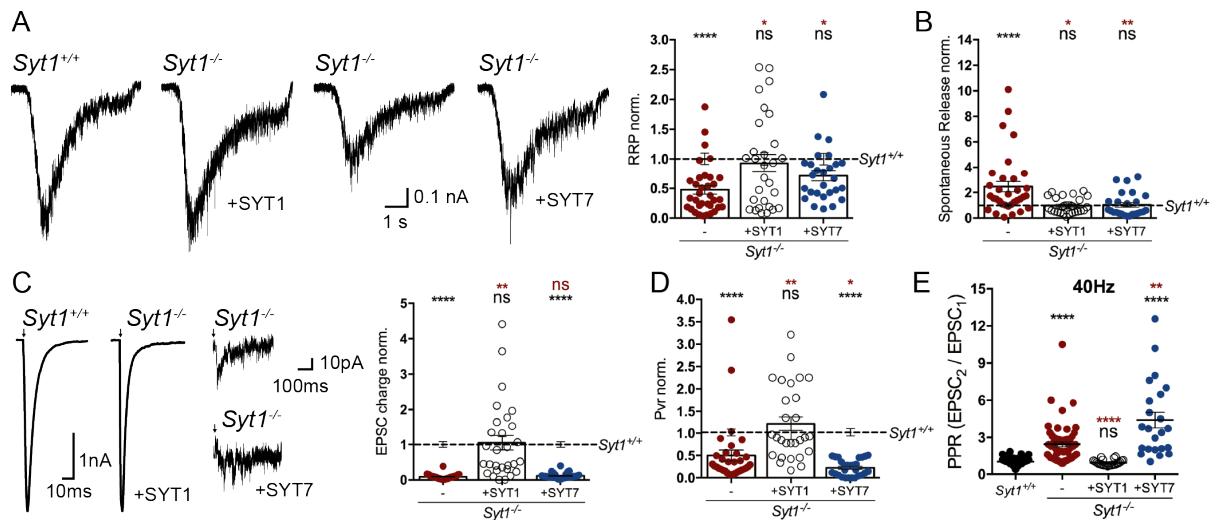 A
Syt1+/+
Syt1-/-
Syt1-/-
Syt1-/-
+SYT1
+SYT7
0.1 nA
1 s
RRP norm.
3.0
2.5
2.0
1.5
1.0
0.5
0.0
****
*
ns
*
ns
Syt1+/+
-
+SYT1
+SYT7
Syt1-/-
B
Spontaneous Release norm.
14
12
10
8
6
4
2
0
****
*
ns
**
ns
Syt1+/+
-
+SYT1
+SYT7
Syt1-/-
C
Syt1+/+
Syt1-/-
Syt1-/-
10pA
100ms
Syt1-/-
1nA
10ms
+SYT1
+SYT7
EPSC charge norm.
5
4
3
2
1
0
****
**
ns
ns
****
Syt1+/+
-
+SYT1
+SYT7
Syt1-/-
D
Pvr norm.
4.0
3.5
3.0
2.5
2.0
1.5
1.0
0.5
0.0
****
**
ns
*
****
Syt1+/+
-
+SYT1
+SYT7
Syt1-/-
E
40Hz
PPR (EPSC2 / EPSC1)
15
12
9
6
3
0
****
****
ns
**
****
Syt1+/+
-
+SYT1
+SYT7
Syt1-/-